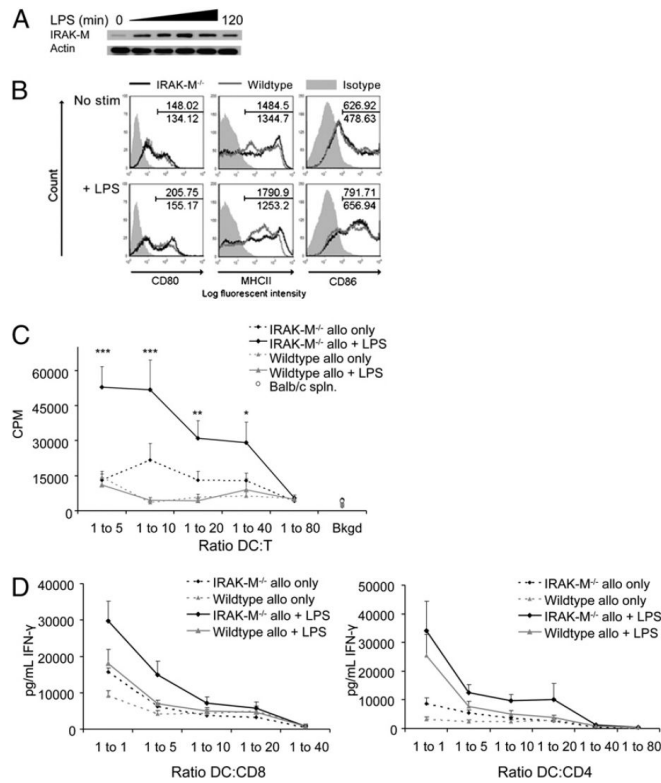 A
LPS (min) 0 120
IRAK-M
Actin
B
IRAK-M-/- Wildtype Isotype
No stim
148.02
134.12
1484.5
1344.7
626.92
478.63
+ LPS
205.75
155.17
1790.9
1253.2
791.71
656.94
Count
CD80 MHCII CD86
Log fluorescent intensity
C
IRAK-M-/- allo only
IRAK-M-/- allo + LPS
Wildtype allo only
Wildtype allo + LPS
Balb/c spln.
*** *** ** *
60000
45000
30000
15000
0
CPM
1 to 5 1 to 10 1 to 20 1 to 40 1 to 80 Bkgd
Ratio DC:T
D
IRAK-M-/- allo only
Wildtype allo only
IRAK-M-/- allo + LPS
Wildtype allo + LPS
40000
30000
20000
10000
0
pg/mL IFN-γ
1 to 1 1 to 5 1 to 10 1 to 20 1 to 40
Ratio DC:CD8
IRAK-M-/- allo only
Wildtype allo only
IRAK-M-/- allo + LPS
Wildtype allo + LPS
50000
40000
30000
20000
10000
0
pg/mL IFN-γ
1 to 1 1 to 5 1 to 10 1 to 20 1 to 40 1 to 80
Ratio DC:CD4